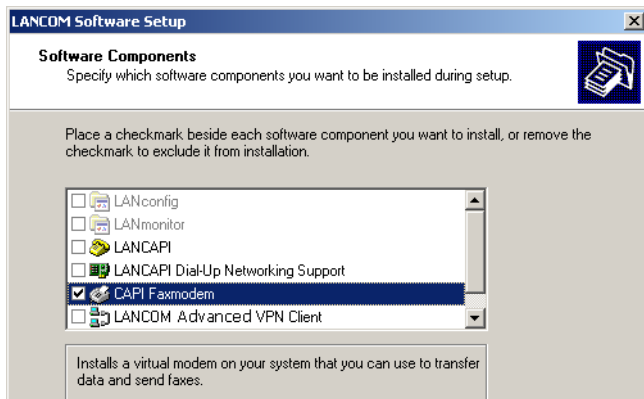 LANCOM Software Setup
Software Components
Specify which software components you want to be installed during setup.
Place a checkmark beside each software component you want to install, or remove the
checkmark to exclude it from installation.
LANconfig
LANmonitor
LANCAPI
LANCAPI Dial-Up Networking Support
CAPI Faxmodem
LANCOM Advanced VPN Client
Installs a virtual modem on your system that you can use to transfer
data and send faxes.